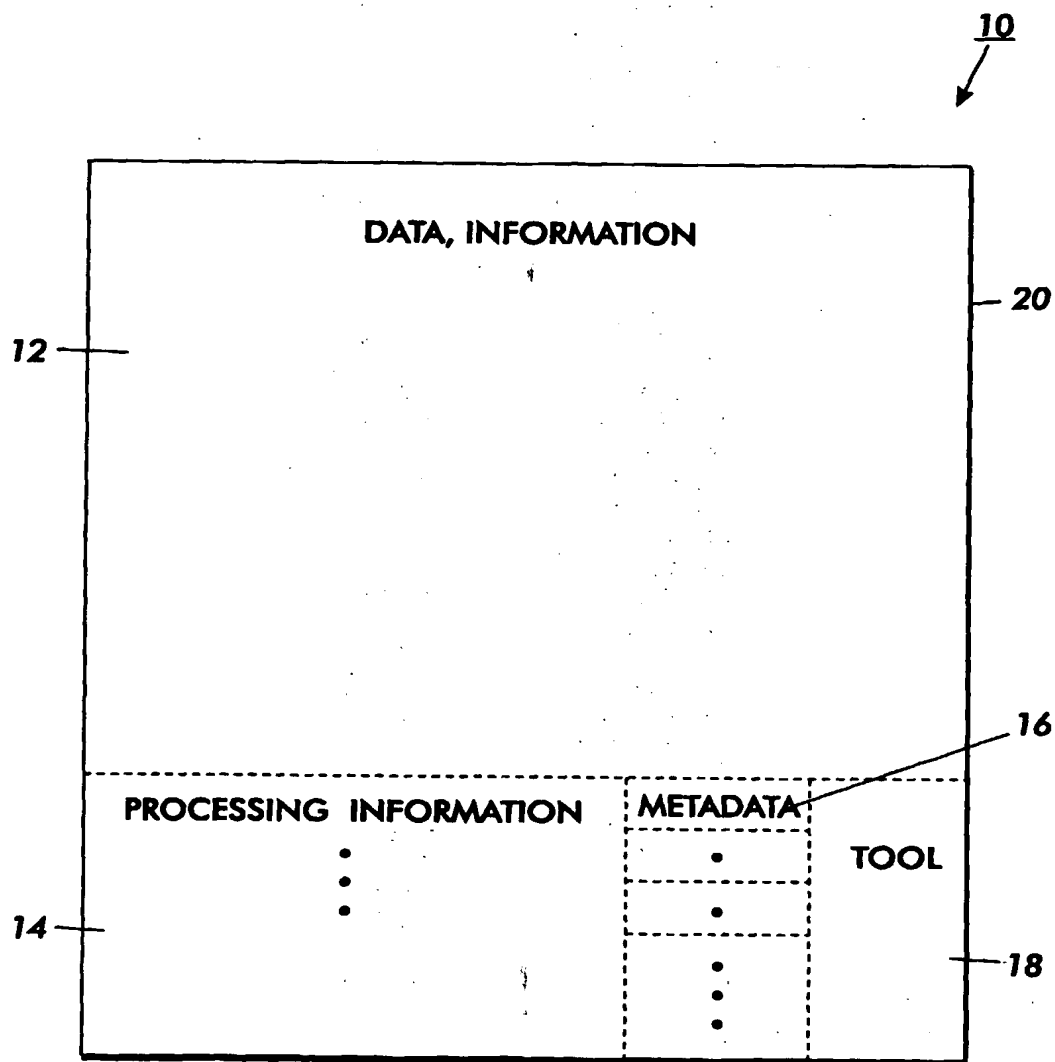 10
DATA, INFORMATION
20
12
16
PROCESSING INFORMATION
METADATA
TOOL
14
18